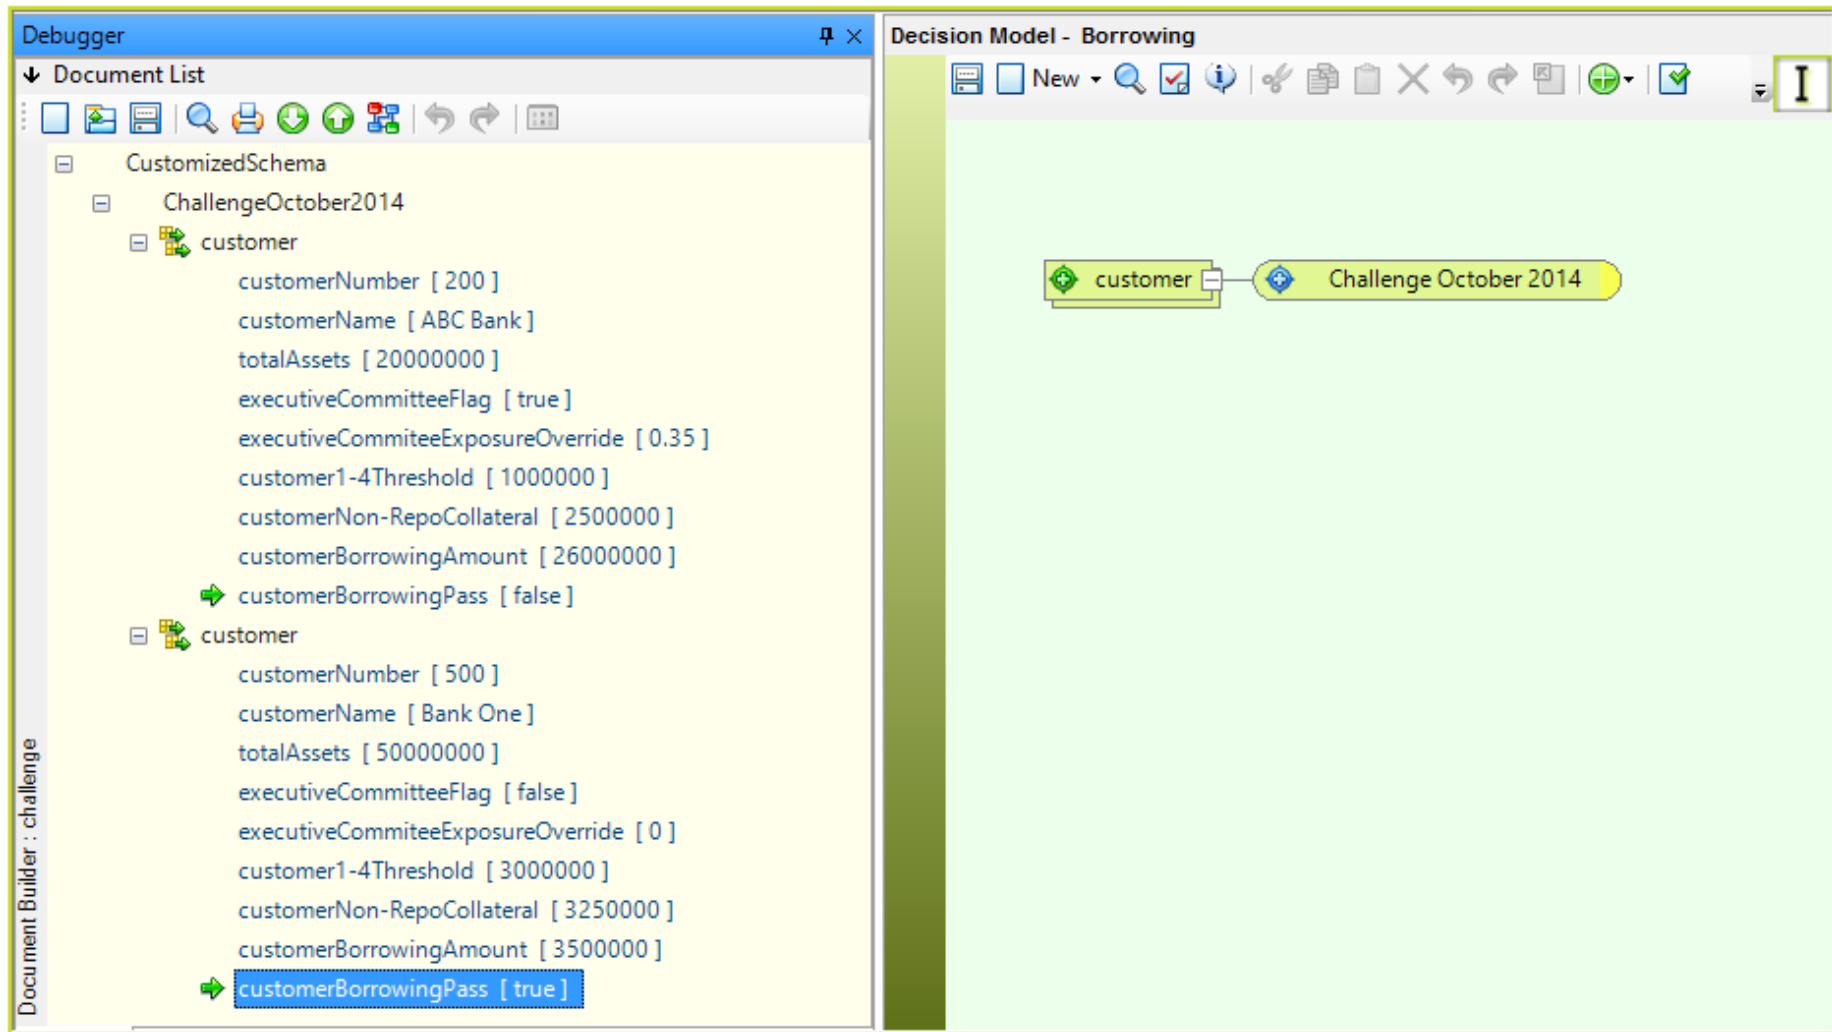 Debugger
Document List
CustomizedSchema
ChallengeOctober2014
customer
customerNumber [ 200 ]
customerName [ ABC Bank ]
totalAssets [ 20000000 ]
executiveCommitteeFlag [ true ]
executiveCommiteeExposureOverride [ 0.35 ]
customer1-4Threshold [ 1000000 ]
customerNon-RepoCollateral [ 2500000 ]
customerBorrowingAmount [ 26000000 ]
customerBorrowingPass [ false ]
customer
customerNumber [ 500 ]
customerName [ Bank One ]
totalAssets [ 50000000 ]
executiveCommitteeFlag [ false ]
executiveCommiteeExposureOverride [ 0 ]
customer1-4Threshold [ 3000000 ]
customerNon-RepoCollateral [ 3250000 ]
customerBorrowingAmount [ 3500000 ]
customerBorrowingPass [ true ]
Document Builder : challenge
Decision Model - Borrowing
New
customer
Challenge October 2014